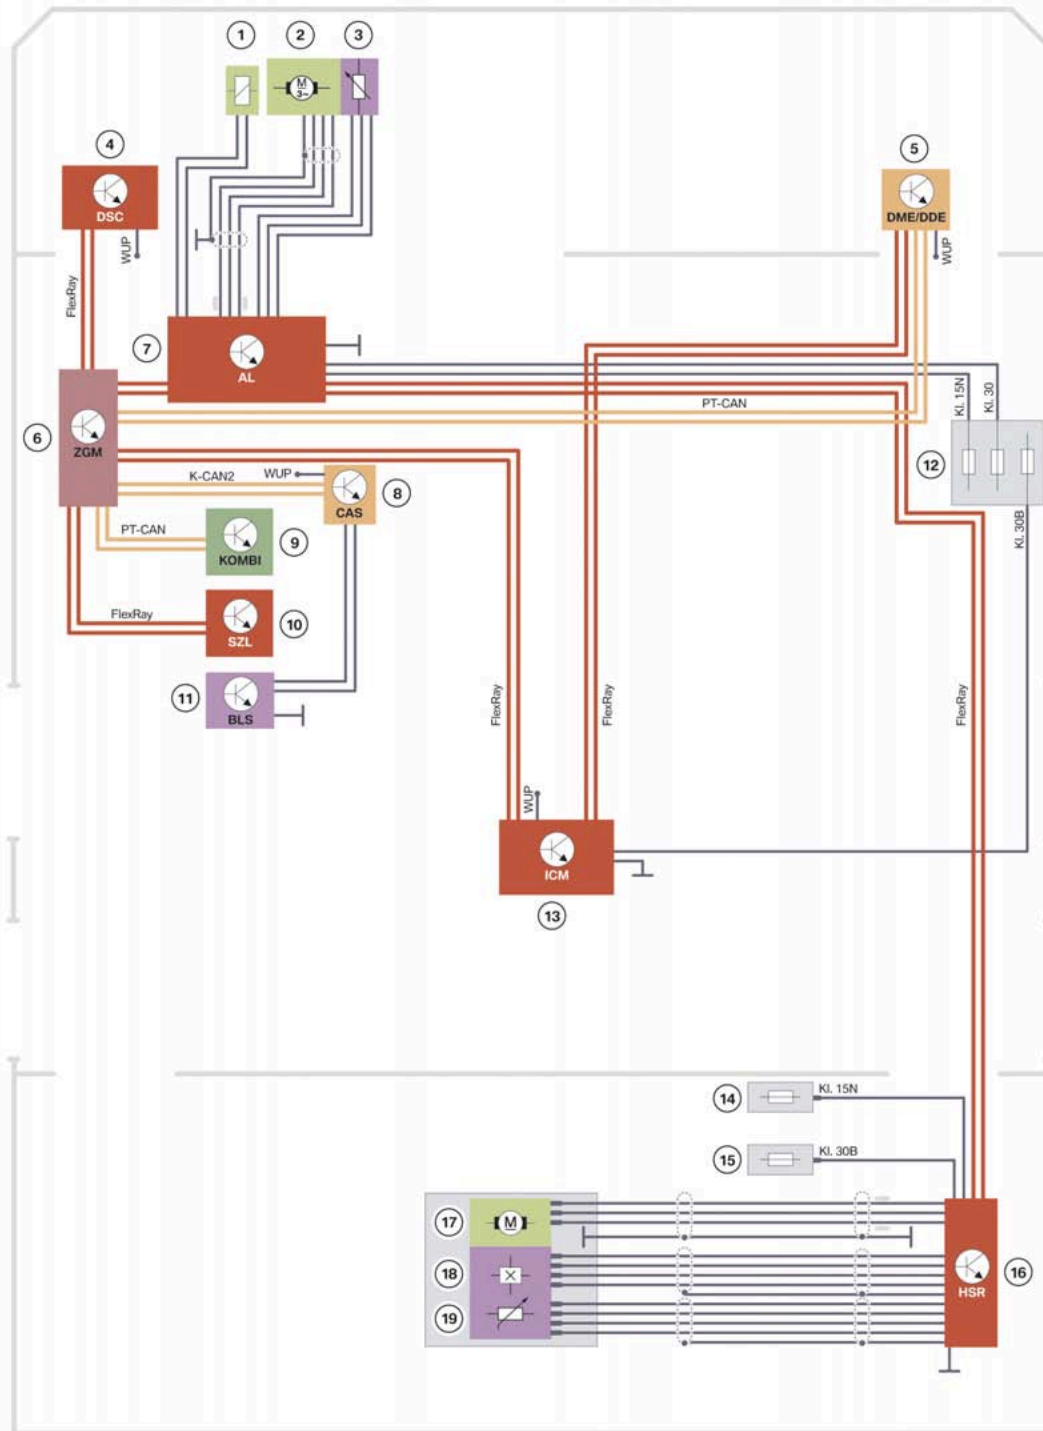 1
2
3
M
3~
4
DSC
WUP
FlexRay
5
DME/DDE
WUP
7
AL
Kl. 15N
Kl. 30
PT-CAN
6
ZGM
12
K-CAN2
WUP
CAS
8
PT-CAN
KOMBI
9
Kl. 30B
FlexRay
SZL
10
11
BLS
FlexRay
FlexRay
FlexRay
WUP
ICM
13
14
Kl. 15N
15
Kl. 30B
17
M
18
19
HSR
16